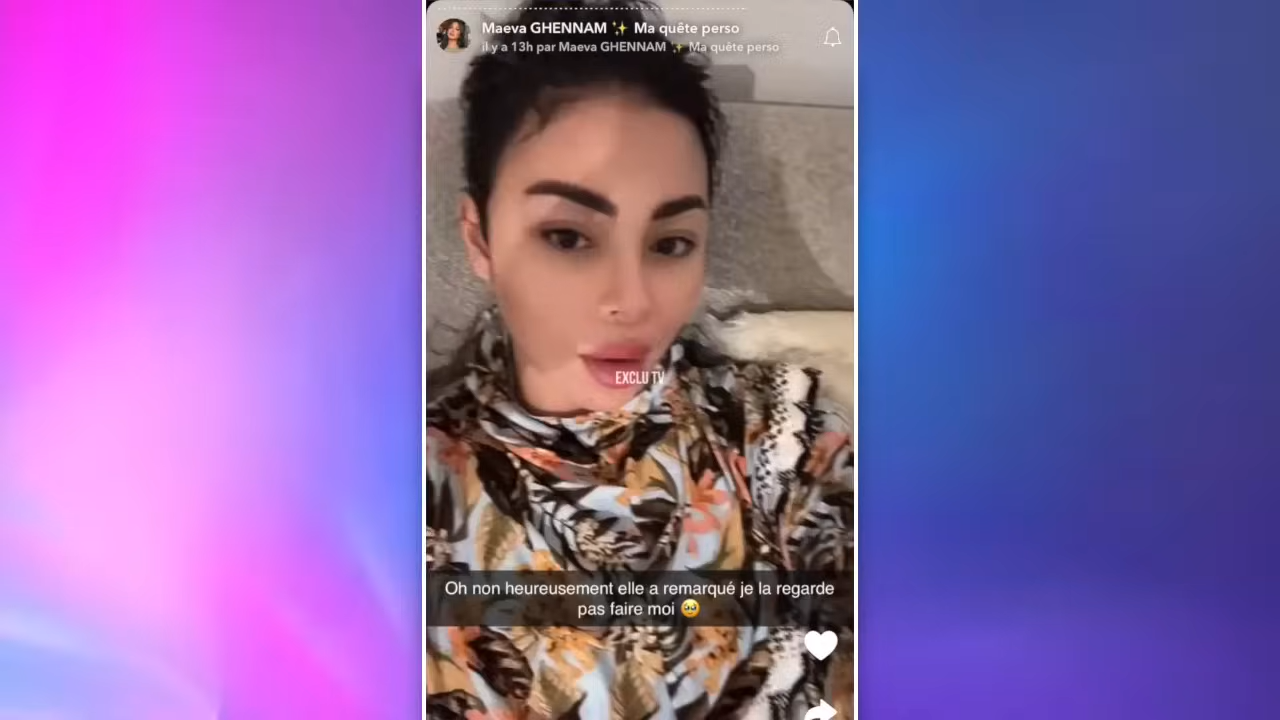 Maeva GHENNAM ✨ Ma quête perso
il y a 13h par Maeva GHENNAM ✨ Ma quête perso
EXCLU TV
Oh non heureusement elle a remarqué je la regarde
pas faire moi 🥹